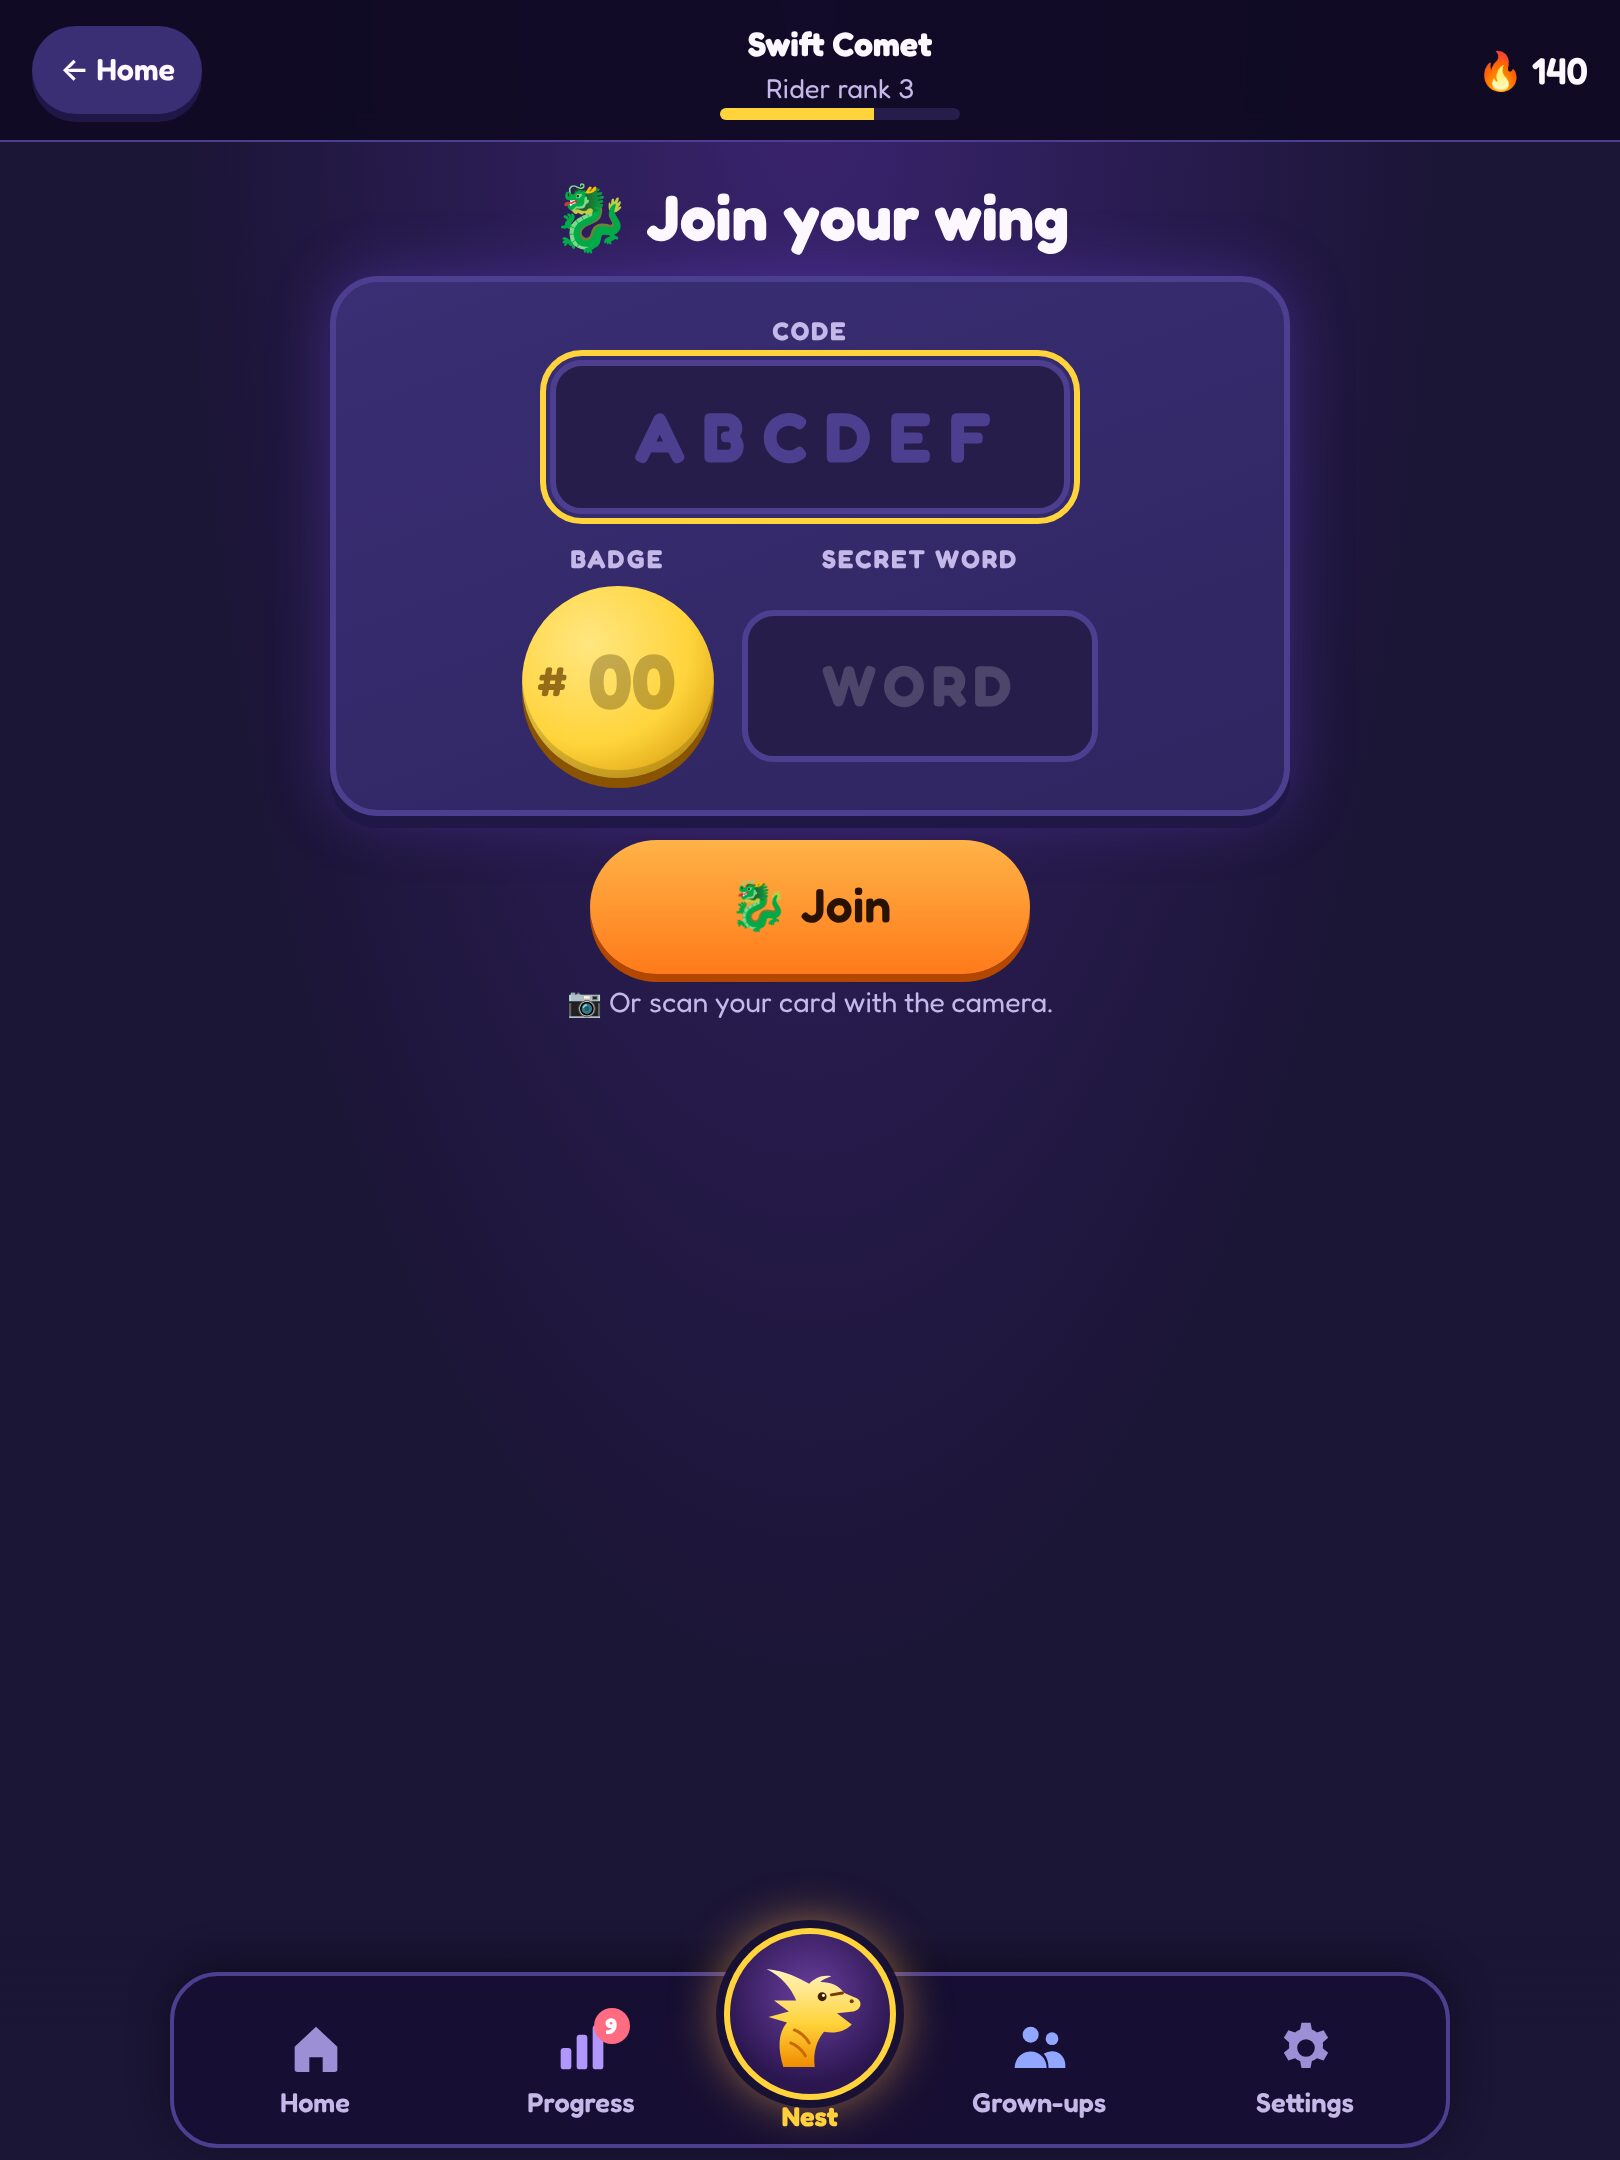 ← Home
Swift Comet
Rider rank 3
140
Join your wing
CODE
ABCDEF
BADGE
SECRET WORD
# 00
WORD
Join
Or scan your card with the camera.
9
Home
Progress
Nest
Grown-ups
Settings